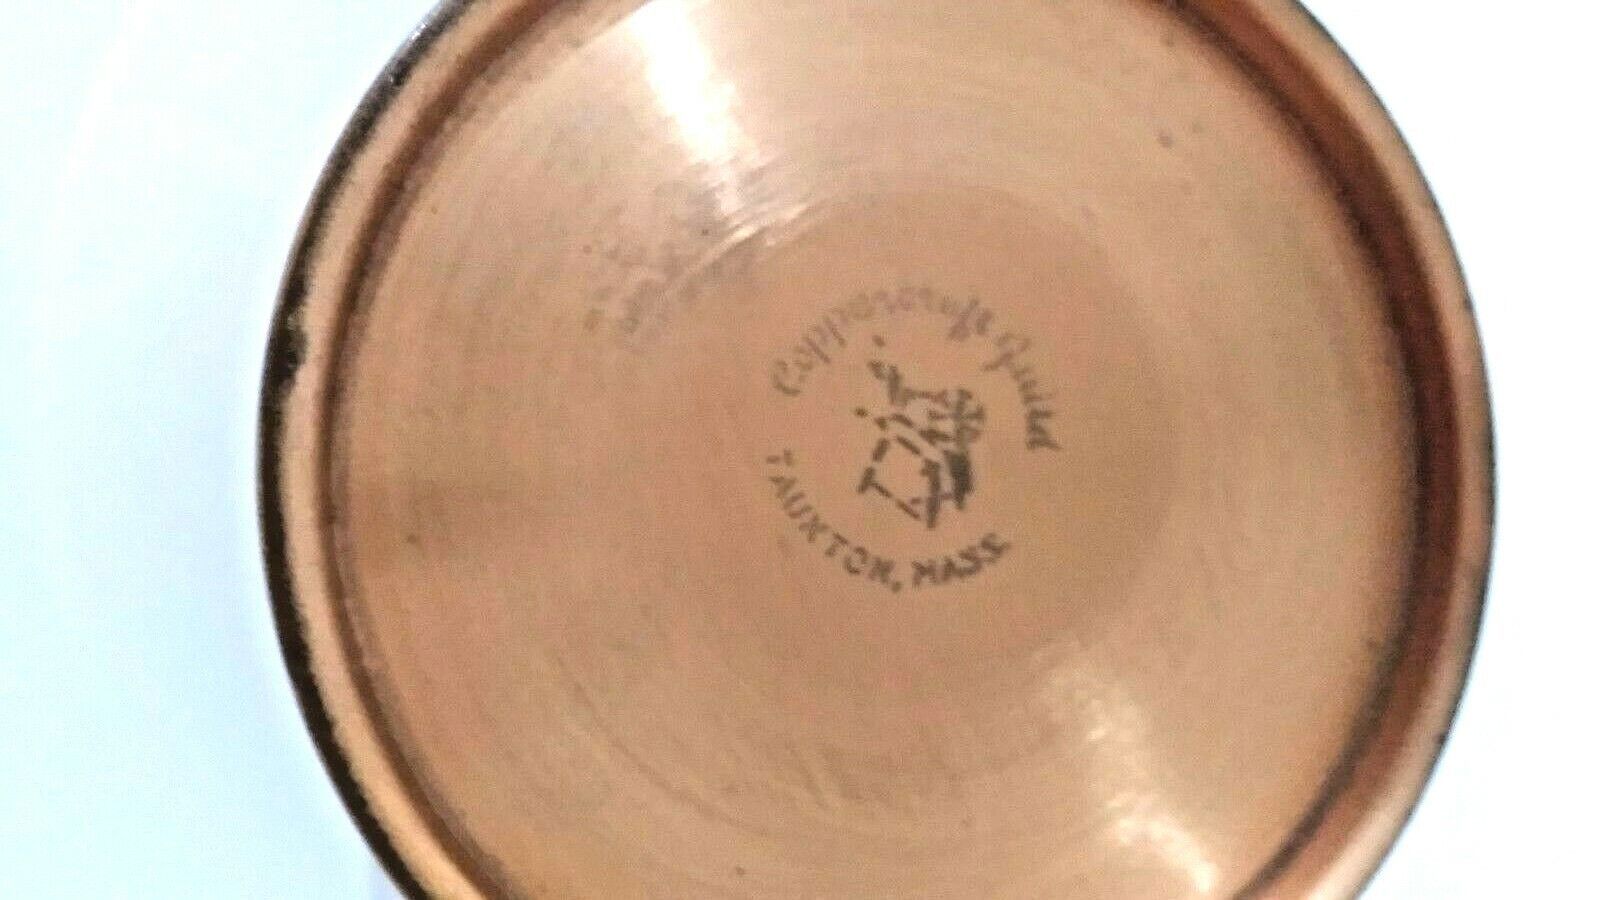 Coppercraft Guild
TAUNTON, MASS.